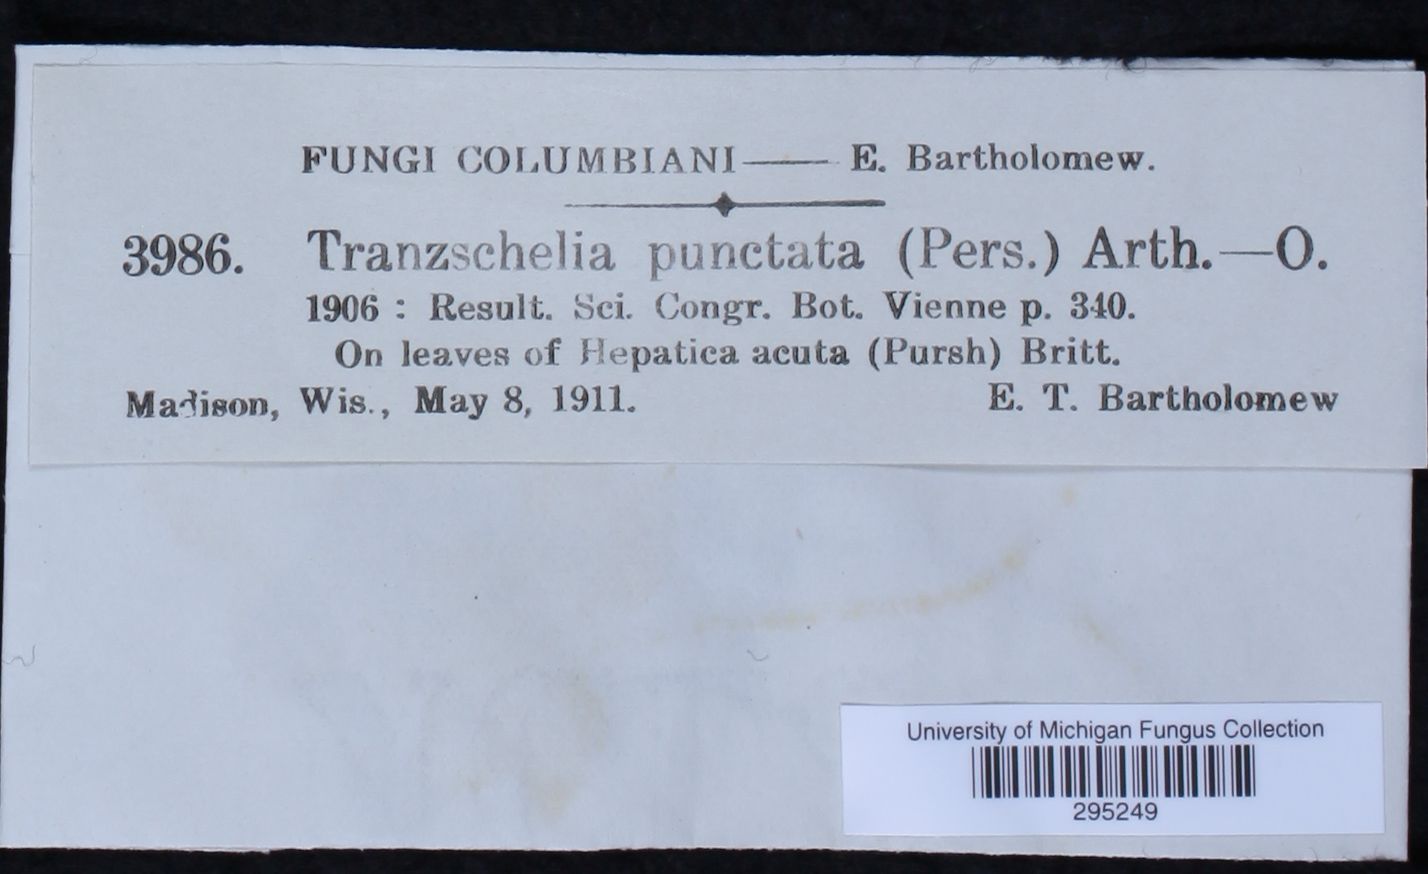 FUNGI COLUMBIANI—— E. Bartholomew.
3986. Tranzschelia punctata (Pers.) Arth.—O.
1906 : Result. Sci. Congr. Bot. Vienne p. 340.
On leaves of Hepatica acuta (Pursh) Britt.
Madison, Wis., May 8, 1911. E. T. Bartholomew
University of Michigan Fungus Collection
295249